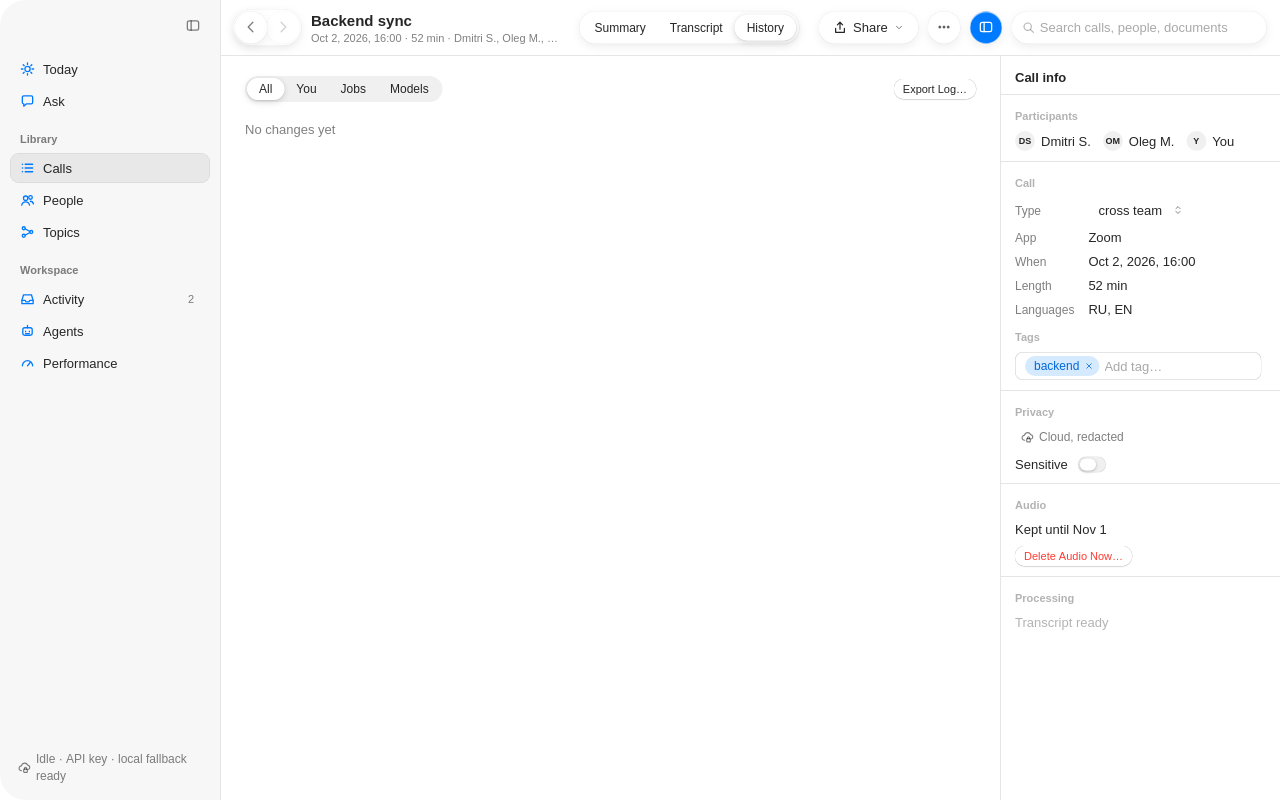 Today
Ask
Library
Calls
People
Topics
Workspace
Activity 2
Agents
Performance
Idle · API key · local fallback
ready
Backend sync
Oct 2, 2026, 16:00 · 52 min · Dmitri S., Oleg M., …
Summary Transcript History
Share
Search calls, people, documents
All You Jobs Models
Export Log…
No changes yet
Call info
Participants
DS Dmitri S. OM Oleg M. Y You
Call
Type cross team
App Zoom
When Oct 2, 2026, 16:00
Length 52 min
Languages RU, EN
Tags
backend × Add tag…
Privacy
Cloud, redacted
Sensitive
Audio
Kept until Nov 1
Delete Audio Now…
Processing
Transcript ready